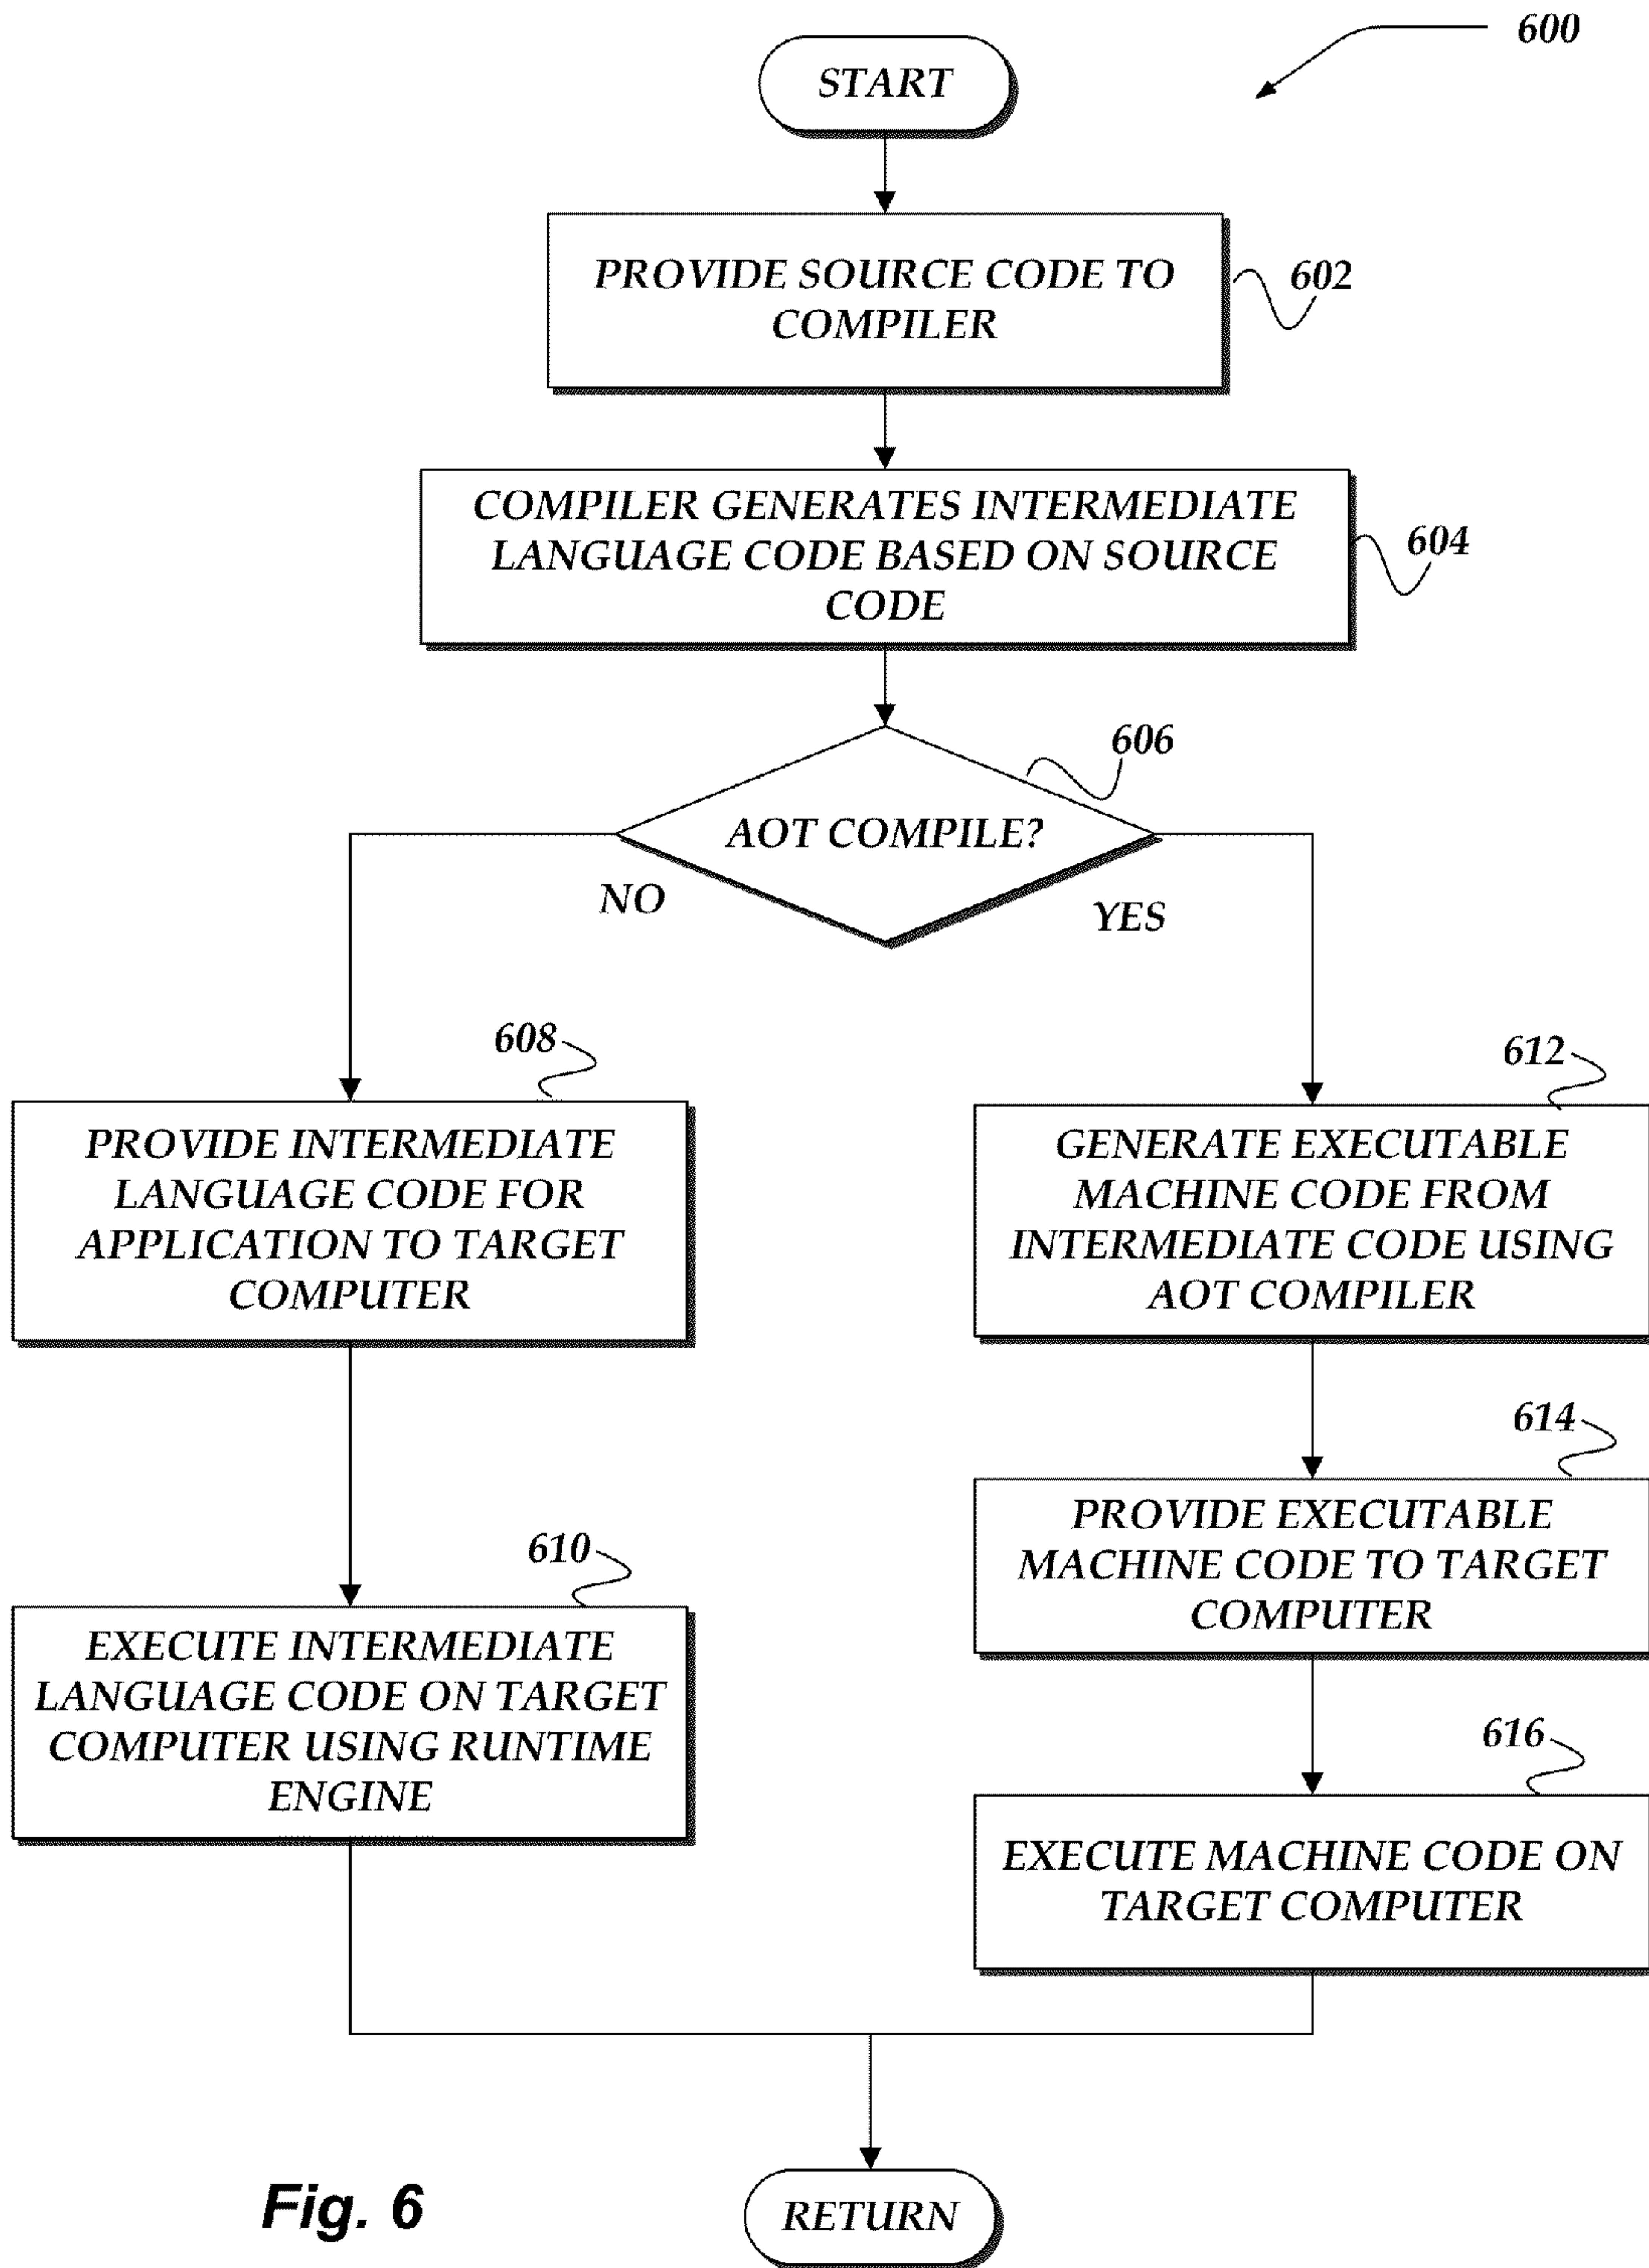 600
START
PROVIDE SOURCE CODE TO
COMPILER
602
COMPILER GENERATES INTERMEDIATE
LANGUAGE CODE BASED ON SOURCE
CODE
604
606
AOT COMPILE?
NO
YES
608
PROVIDE INTERMEDIATE
LANGUAGE CODE FOR
APPLICATION TO TARGET
COMPUTER
610
EXECUTE INTERMEDIATE
LANGUAGE CODE ON TARGET
COMPUTER USING RUNTIME
ENGINE
612
GENERATE EXECUTABLE
MACHINE CODE FROM
INTERMEDIATE CODE USING
AOT COMPILER
614
PROVIDE EXECUTABLE
MACHINE CODE TO TARGET
COMPUTER
616
EXECUTE MACHINE CODE ON
TARGET COMPUTER
RETURN
Fig. 6